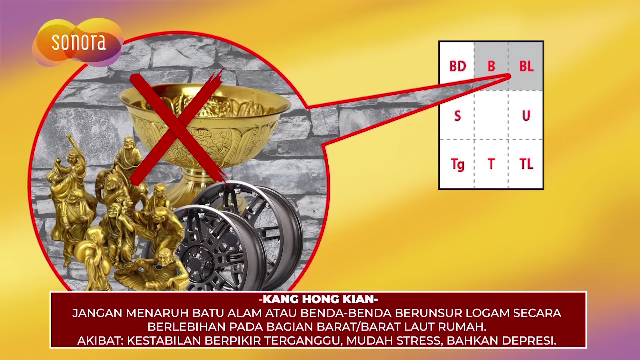 sonora
BD B BL
S U
Tg T TL
-KANG HONG KIAN-
JANGAN MENARUH BATU ALAM ATAU BENDA-BENDA BERUNSUR LOGAM SECARA
BERLEBIHAN PADA BAGIAN BARAT/BARAT LAUT RUMAH.
AKIBAT: KESTABILAN BERPIKIR TERGANGGU, MUDAH STRESS, BAHKAN DEPRESI.